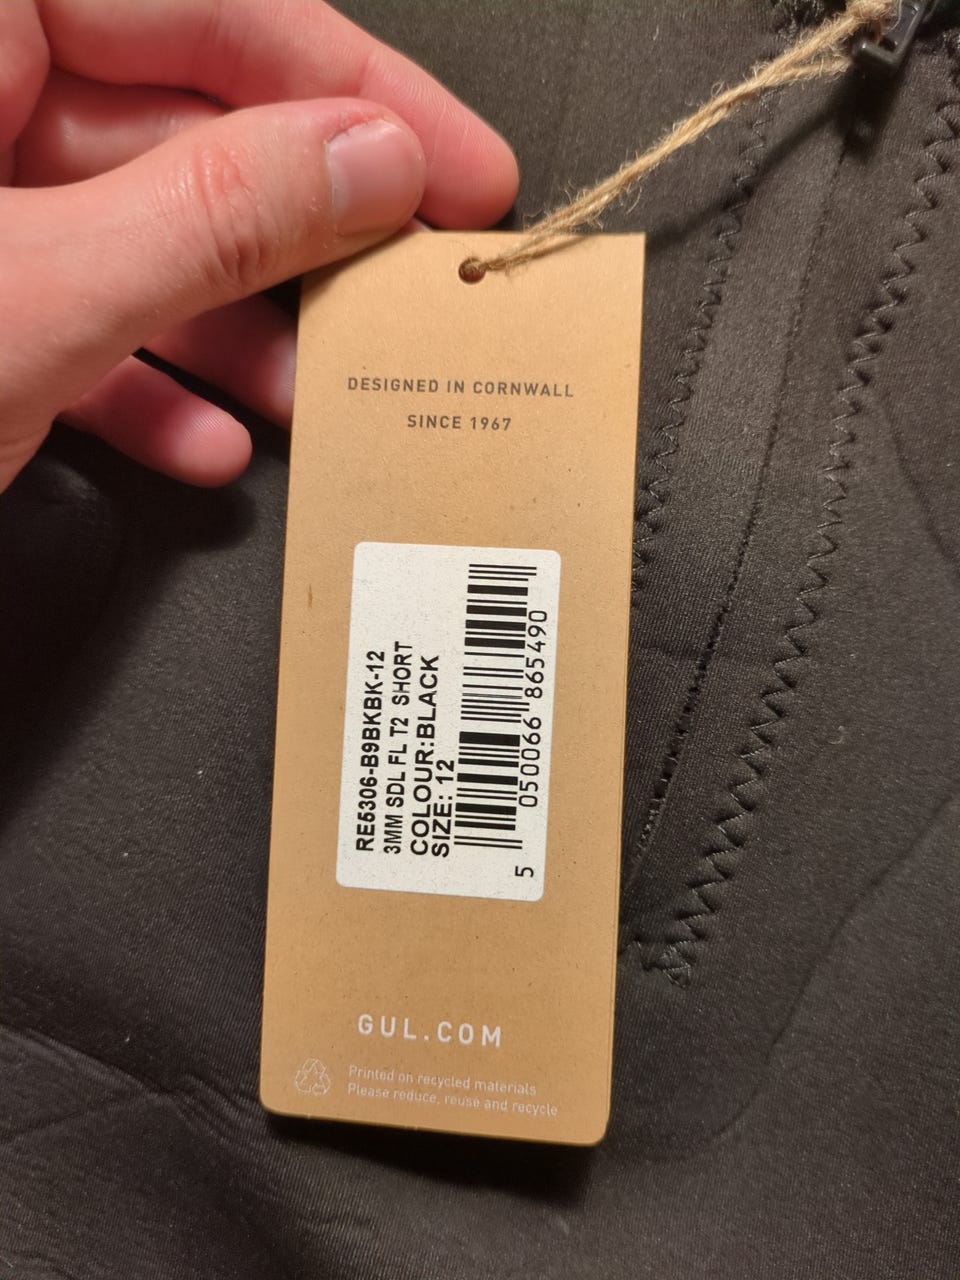 DESIGNED IN CORNWALL
SINCE 1967
RE5306-B9BKBK-12
3MM SDL FL T2 SHORT
COLOUR:BLACK
SIZE: 12
5 050066 865490
GUL.COM
Printed on recycled materials
Please reduce, reuse and recycle